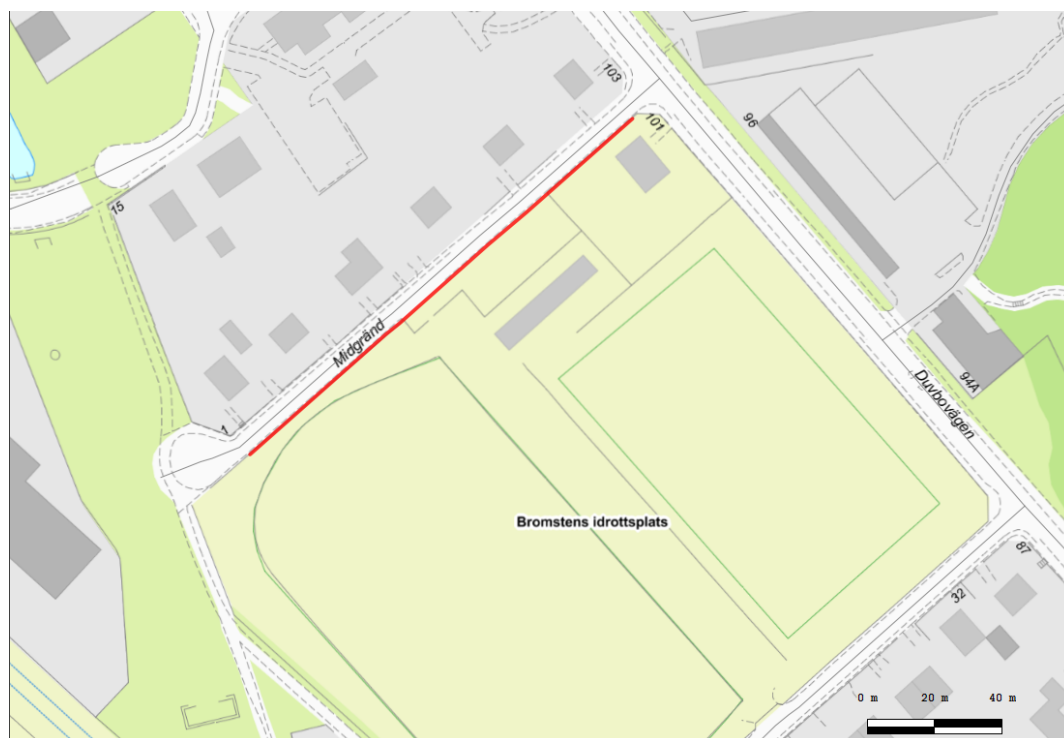 103
101
96
15
Midgränd
1
94A
Duvbovägen
Bromstens idrottsplats
87
32
0 m 20 m 40 m